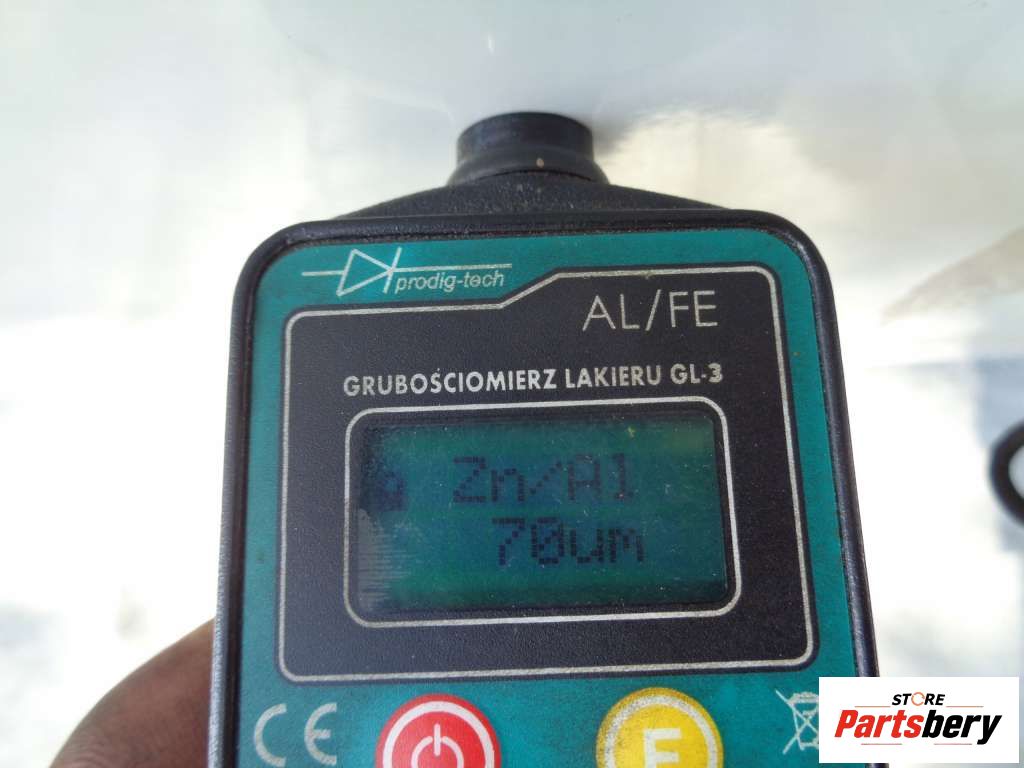 prodig-tech
AL/FE
GRUBOŚCIOMIERZ LAKIERU GL-3
Zn/Al
70um
CE
F
STORE
Partsbery